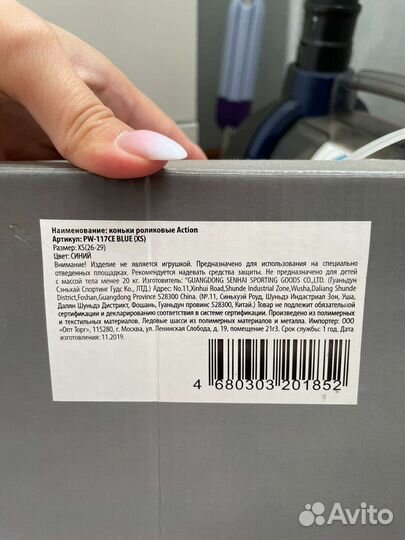 Наименование: коньки роликовые Action
Артикул: PW-117CE BLUE (XS)
Размер: XS(26-29)
Цвет: СИНИЙ
Внимание! Изделие не является игрушкой. Предназначено для использования на специально
отведенных площадках. Рекомендуется надевать средства защиты. Не предназначено для детей
с массой тела менее 20 кг. Изготовитель: "GUANGDONG SENHAI SPORTING GOODS CO.,LTD. (Гуаньдун
Сэньхай Спортинг Гудс Ко., ЛТД.) Адрес: No.11,Xinhui Road,Shunde Industrial Zone,Wusha,Daliang Shunde
District,Foshan,Guangdong Province 528300 China. (№.11, Синьхуэй Роуд, Шуньдэ Индастриал Зон, Уша,
Далян Шуньдэ Дистрикт, Фошань, Гуандун провинс 528300, Китай.) Товар не подлежит обязательной
сертификации и декларированию соответствия в системе сертификации. Произведено из полимерных
и текстильных материалов. Ледовые шасси из полимерных материалов и металла. Импортер: ООО
«Опт Торг», 115280, г. Москва, ул. Ленинская Слобода, д. 19, помещение 21г3. Срок службы: 1 год. Дата
изготовления: 11.2019.
4 680303 201852
Avito